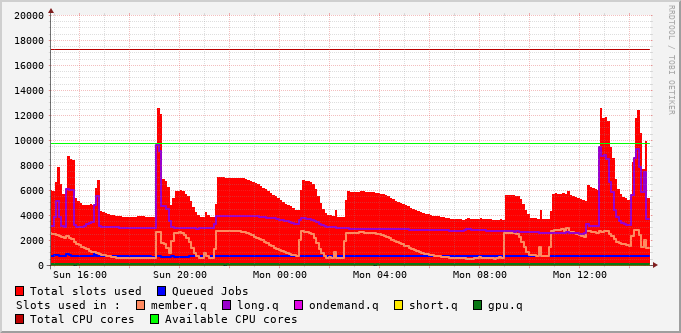 RRDTOOL / TOBI OETIKER
20000
18000
16000
14000
12000
10000
8000
6000
4000
2000
0
Sun 16:00 Sun 20:00 Mon 00:00 Mon 04:00 Mon 08:00 Mon 12:00
Total slots used Queued Jobs
Slots used in : member.q long.q ondemand.q short.q gpu.q
Total CPU cores Available CPU cores